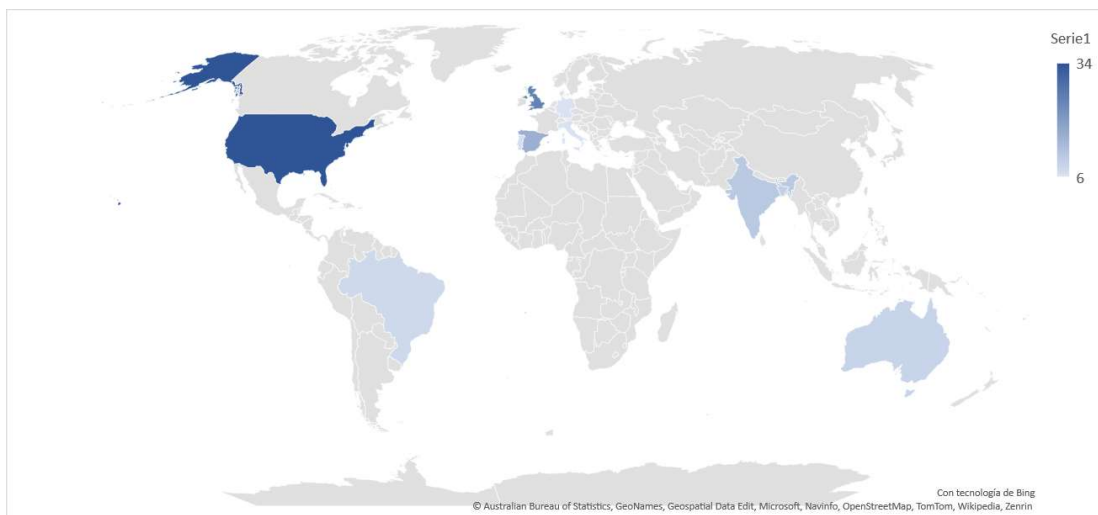 Serie1
34
6
Con tecnología de Bing
© Australian Bureau of Statistics, GeoNames, Geospatial Data Edit, Microsoft, Navinfo, OpenStreetMap, TomTom, Wikipedia, Zenrin